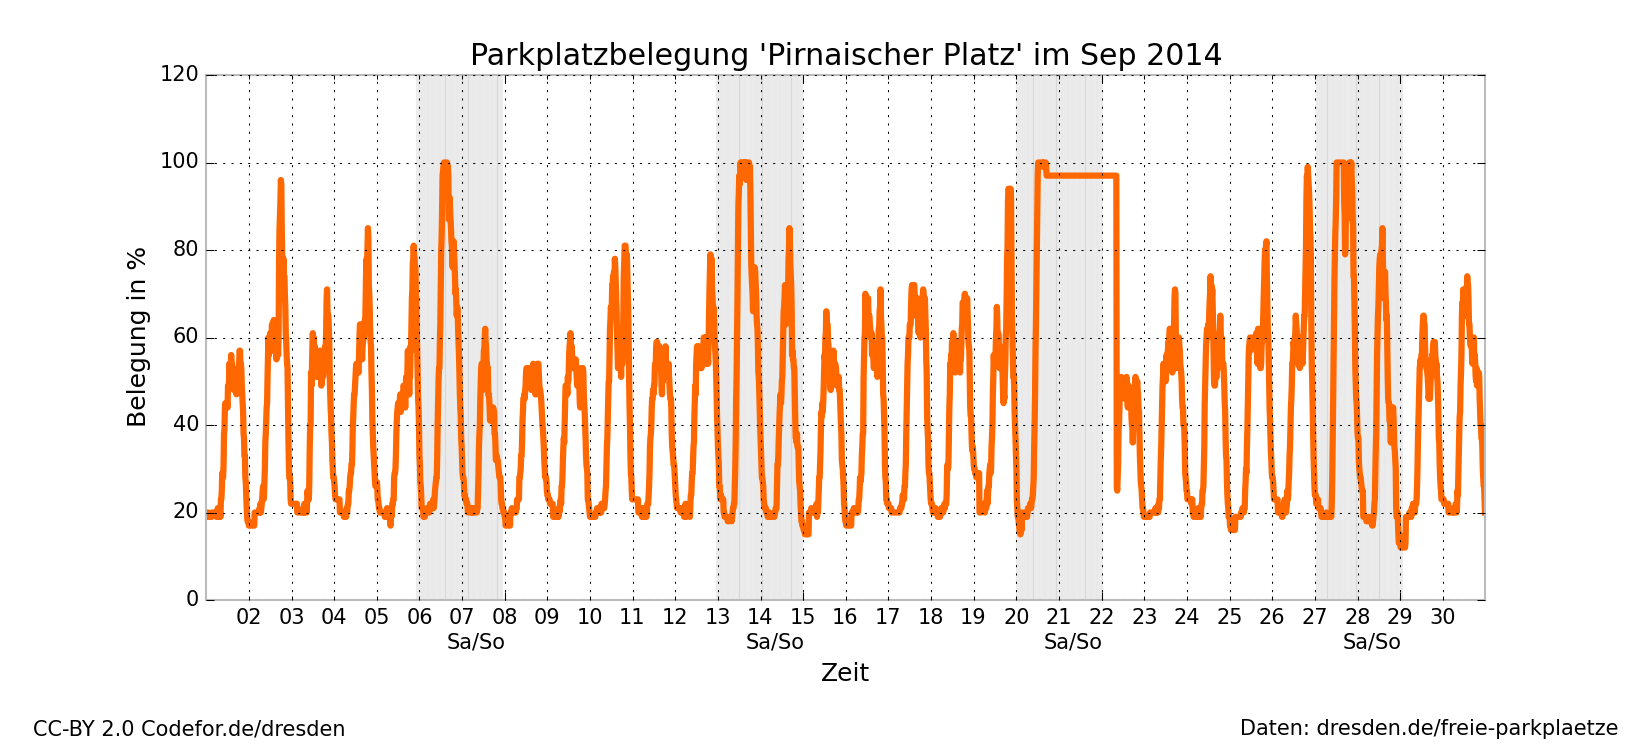 Parkplatzbelegung 'Pirnaischer Platz' im Sep 2014
120
100
80
60
40
20
0
Belegung in %
02 03 04 05 06 07 08 09 10 11 12 13 14 15 16 17 18 19 20 21 22 23 24 25 26 27 28 29 30
Sa/So Sa/So Sa/So Sa/So
Zeit
CC-BY 2.0 Codefor.de/dresden
Daten: dresden.de/freie-parkplaetze